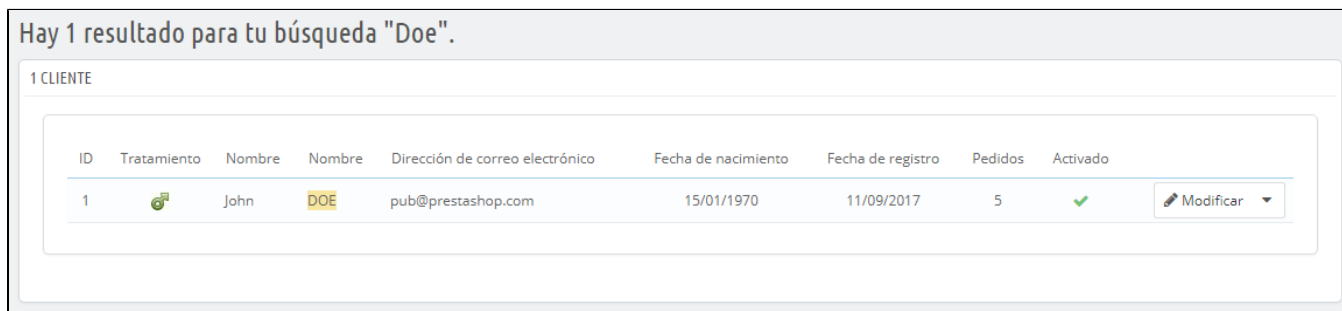 Hay 1 resultado para tu búsqueda "Doe".
1 CLIENTE
ID Tratamiento Nombre Nombre Dirección de correo electrónico Fecha de nacimiento Fecha de registro Pedidos Activado
1 John DOE pub@prestashop.com 15/01/1970 11/09/2017 5 Modificar